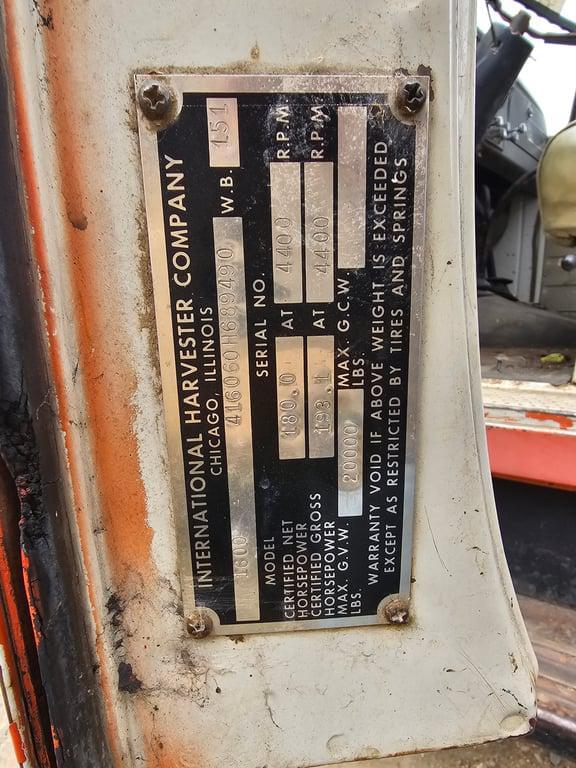 INTERNATIONAL HARVESTER COMPANY
CHICAGO, ILLINOIS
1600 416060H689490 W.B. 151
MODEL SERIAL NO.
CERTIFIED NET HORSEPOWER 180.0 AT 4400 R.P.M.
CERTIFIED GROSS HORSEPOWER 193.1 AT 4400 R.P.M.
MAX. G.V.W. LBS. 20000 MAX. G.C.W. LBS.
WARRANTY VOID IF ABOVE WEIGHT IS EXCEEDED
EXCEPT AS RESTRICTED BY TIRES AND SPRINGS